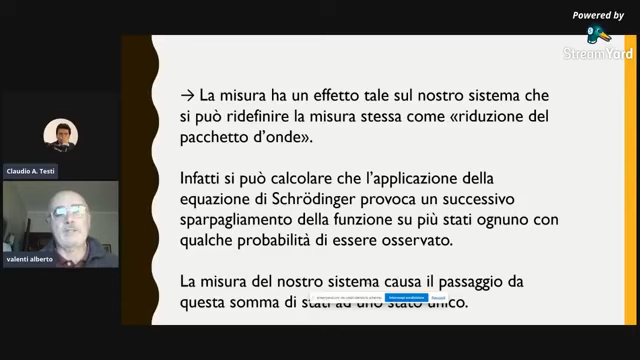 Powered by
StreamYard
→ La misura ha un effetto tale sul nostro sistema che
si può ridefinire la misura stessa come «riduzione del
pacchetto d'onde».
Infatti si può calcolare che l'applicazione della
equazione di Schrödinger provoca un successivo
sparpagliamento della funzione su più stati ognuno con
qualche probabilità di essere osservato.
La misura del nostro sistema causa il passaggio da
questa somma di stati ad uno stato unico.
Claudio A. Testi
valenti alberto